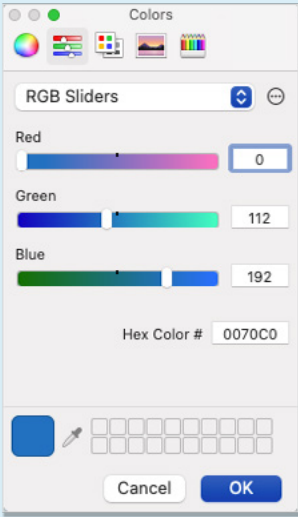 Colors
RGB Sliders
Red
0
Green
112
Blue
192
Hex Color # 0070C0
Cancel OK